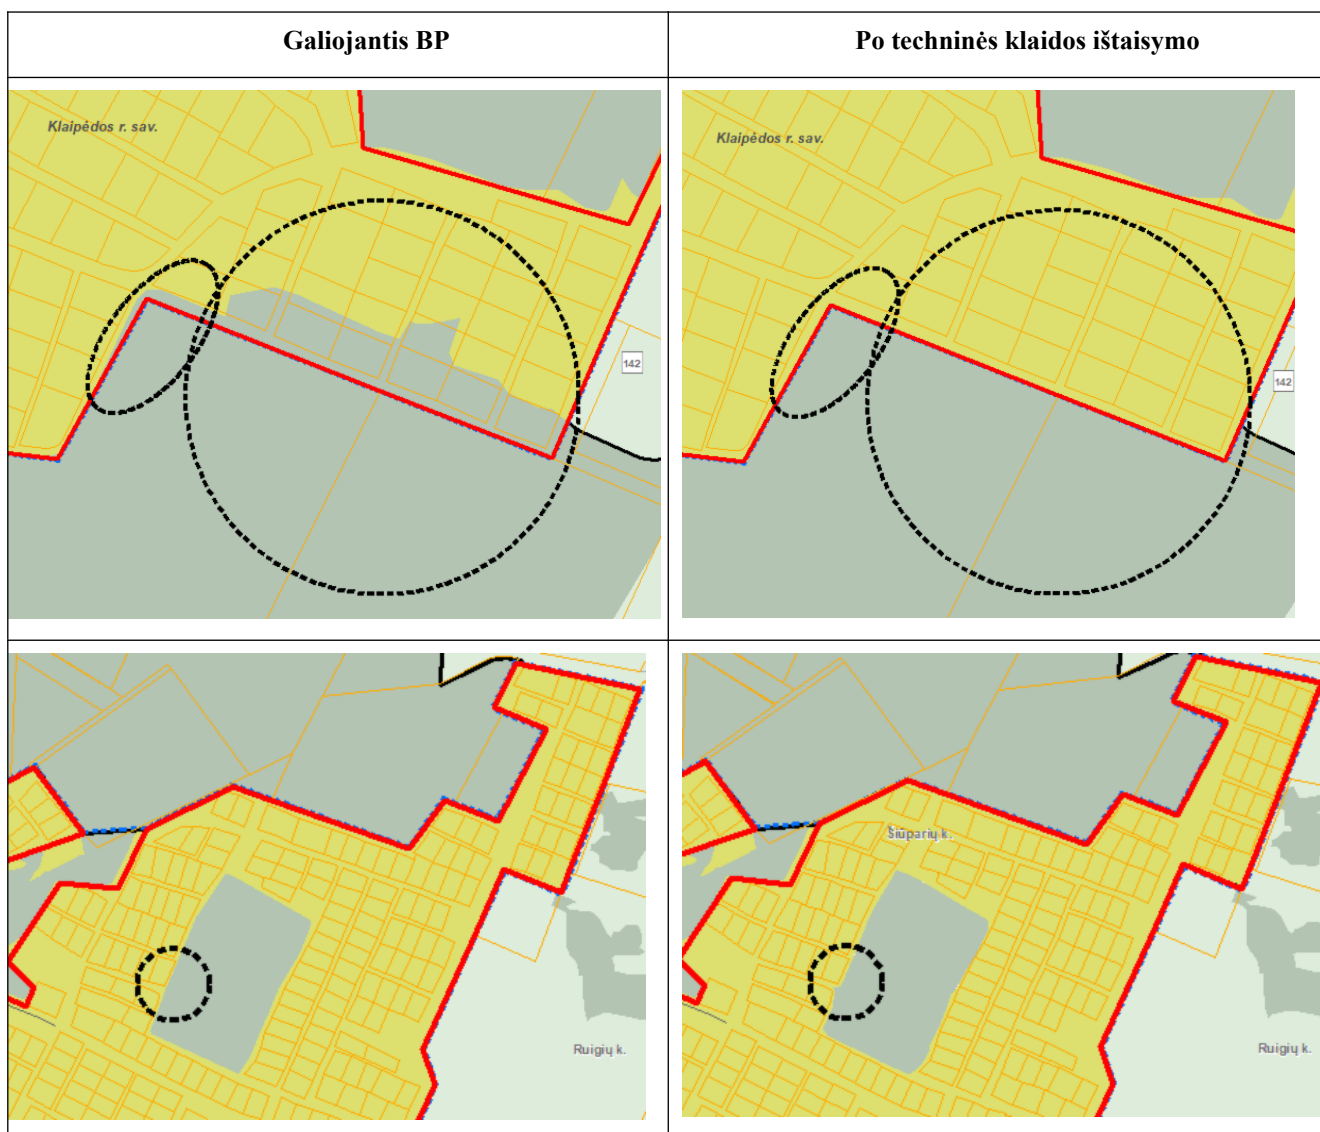 Galiojantis BP
Po techninės klaidos ištaisymo
Klaipėdos r. sav.
142
Klaipėdos r. sav.
142
Ruigių k.
Šiūparių k.
Ruigių k.